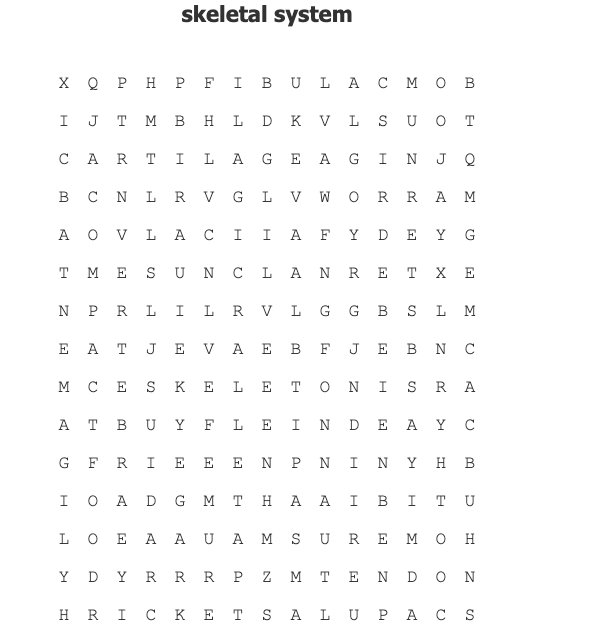 skeletal system
X Q P H P F I B U L A C M O B
I J T M B H L D K V L S U O T
C A R T I L A G E A G I N J Q
B C N L R V G L V W O R R A M
A O V L A C I I A F Y D E Y G
T M E S U N C L A N R E T X E
N P R L I L R V L G G B S L M
E A T J E V A E B F J E B N C
M C E S K E L E T O N I S R A
A T B U Y F L E I N D E A Y C
G F R I E E E N P N I N Y H B
I O A D G M T H A A I B I T U
L O E A A U A M S U R E M O H
Y D Y R R R P Z M T E N D O N
H R I C K E T S A L U P A C S